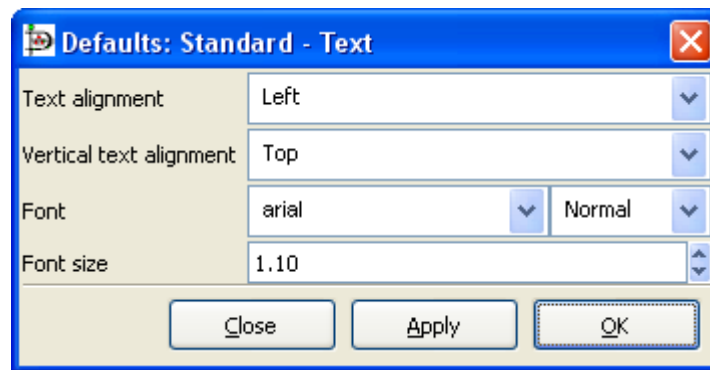 Defaults: Standard - Text
Text alignment Left
Vertical text alignment Top
Font arial Normal
Font size 1.10
Close Apply OK